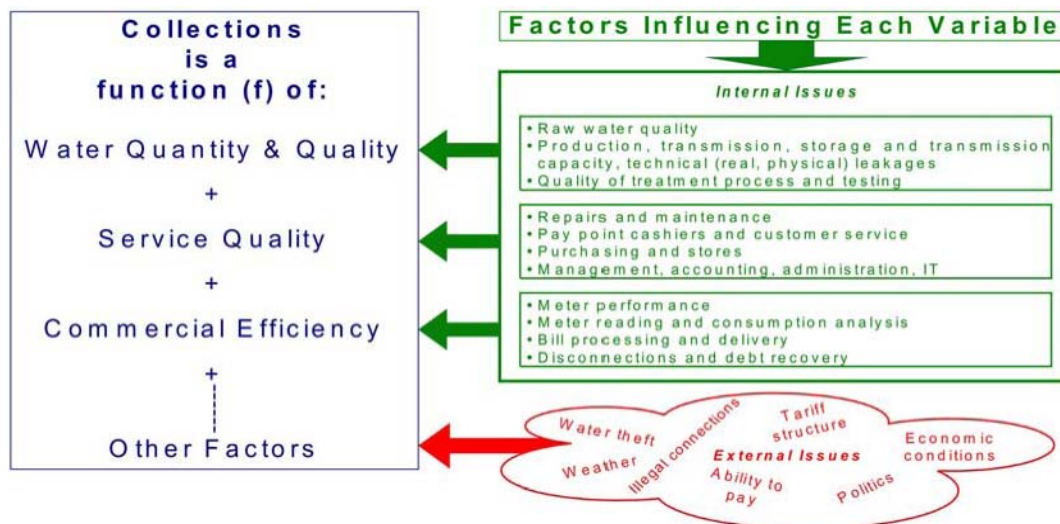 Collections
is a
function (f) of:
Water Quantity & Quality
+
Service Quality
+
Commercial Efficiency
+
Other Factors
Factors Influencing Each Variable
Internal Issues
• Raw water quality
• Production, transmission, storage and transmission
capacity, technical (real, physical) leakages
• Quality of treatment process and testing
• Repairs and maintenance
• Pay point cashiers and customer service
• Purchasing and stores
• Management, accounting, administration, IT
• Meter performance
• Meter reading and consumption analysis
• Bill processing and delivery
• Disconnections and debt recovery
Water theft
Weather
Illegal connections
Tariff
structure
External Issues
Ability to
pay
Politics
Economic
conditions